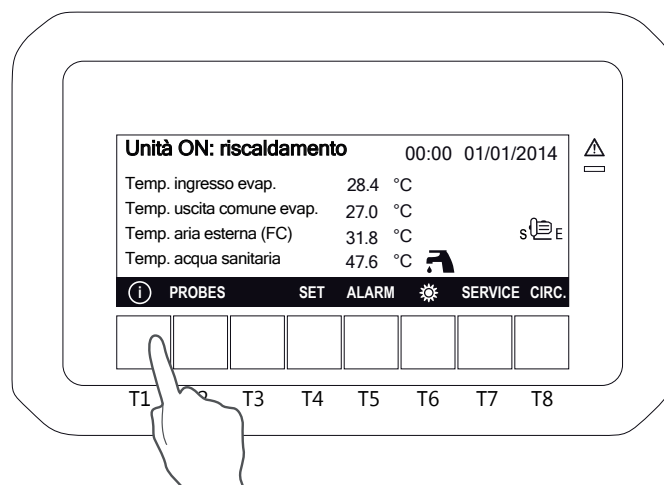 Unità ON: riscaldamento 00:00 01/01/2014
Temp. ingresso evap. 28.4 °C
Temp. uscita comune evap. 27.0 °C
Temp. aria esterna (FC) 31.8 °C
S E
Temp. acqua sanitaria 47.6 °C
i PROBES SET ALARM SERVICE CIRC.
T1 T3 T4 T5 T6 T7 T8